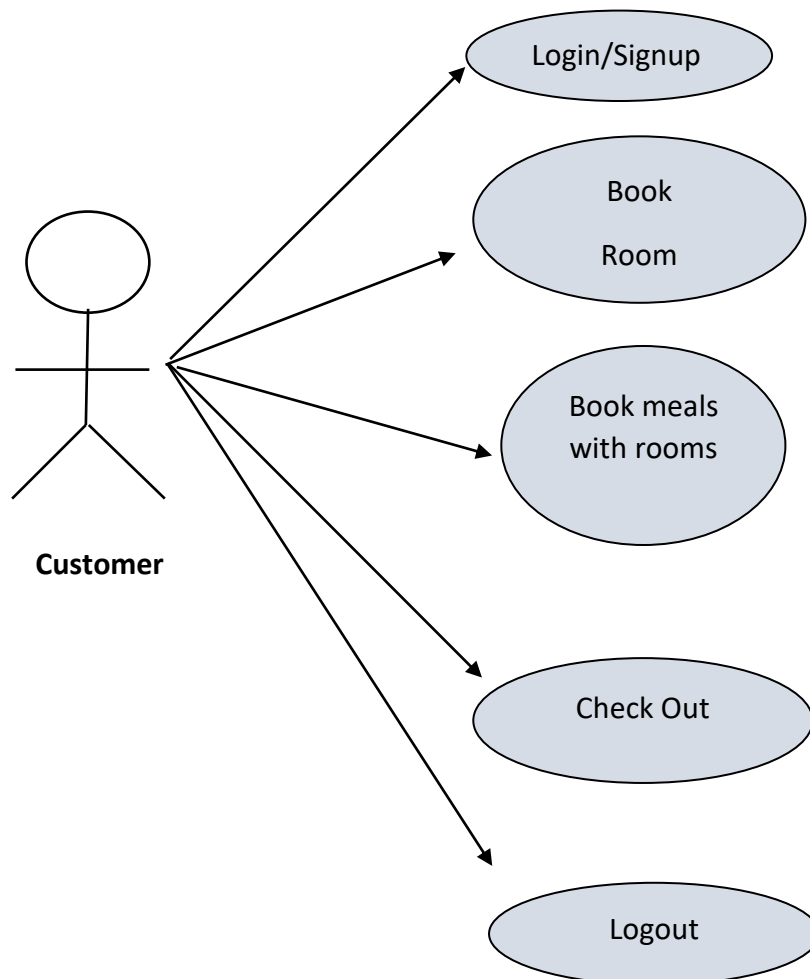 Login/Signup
Book
Room
Book meals
with rooms
Customer
Check Out
Logout